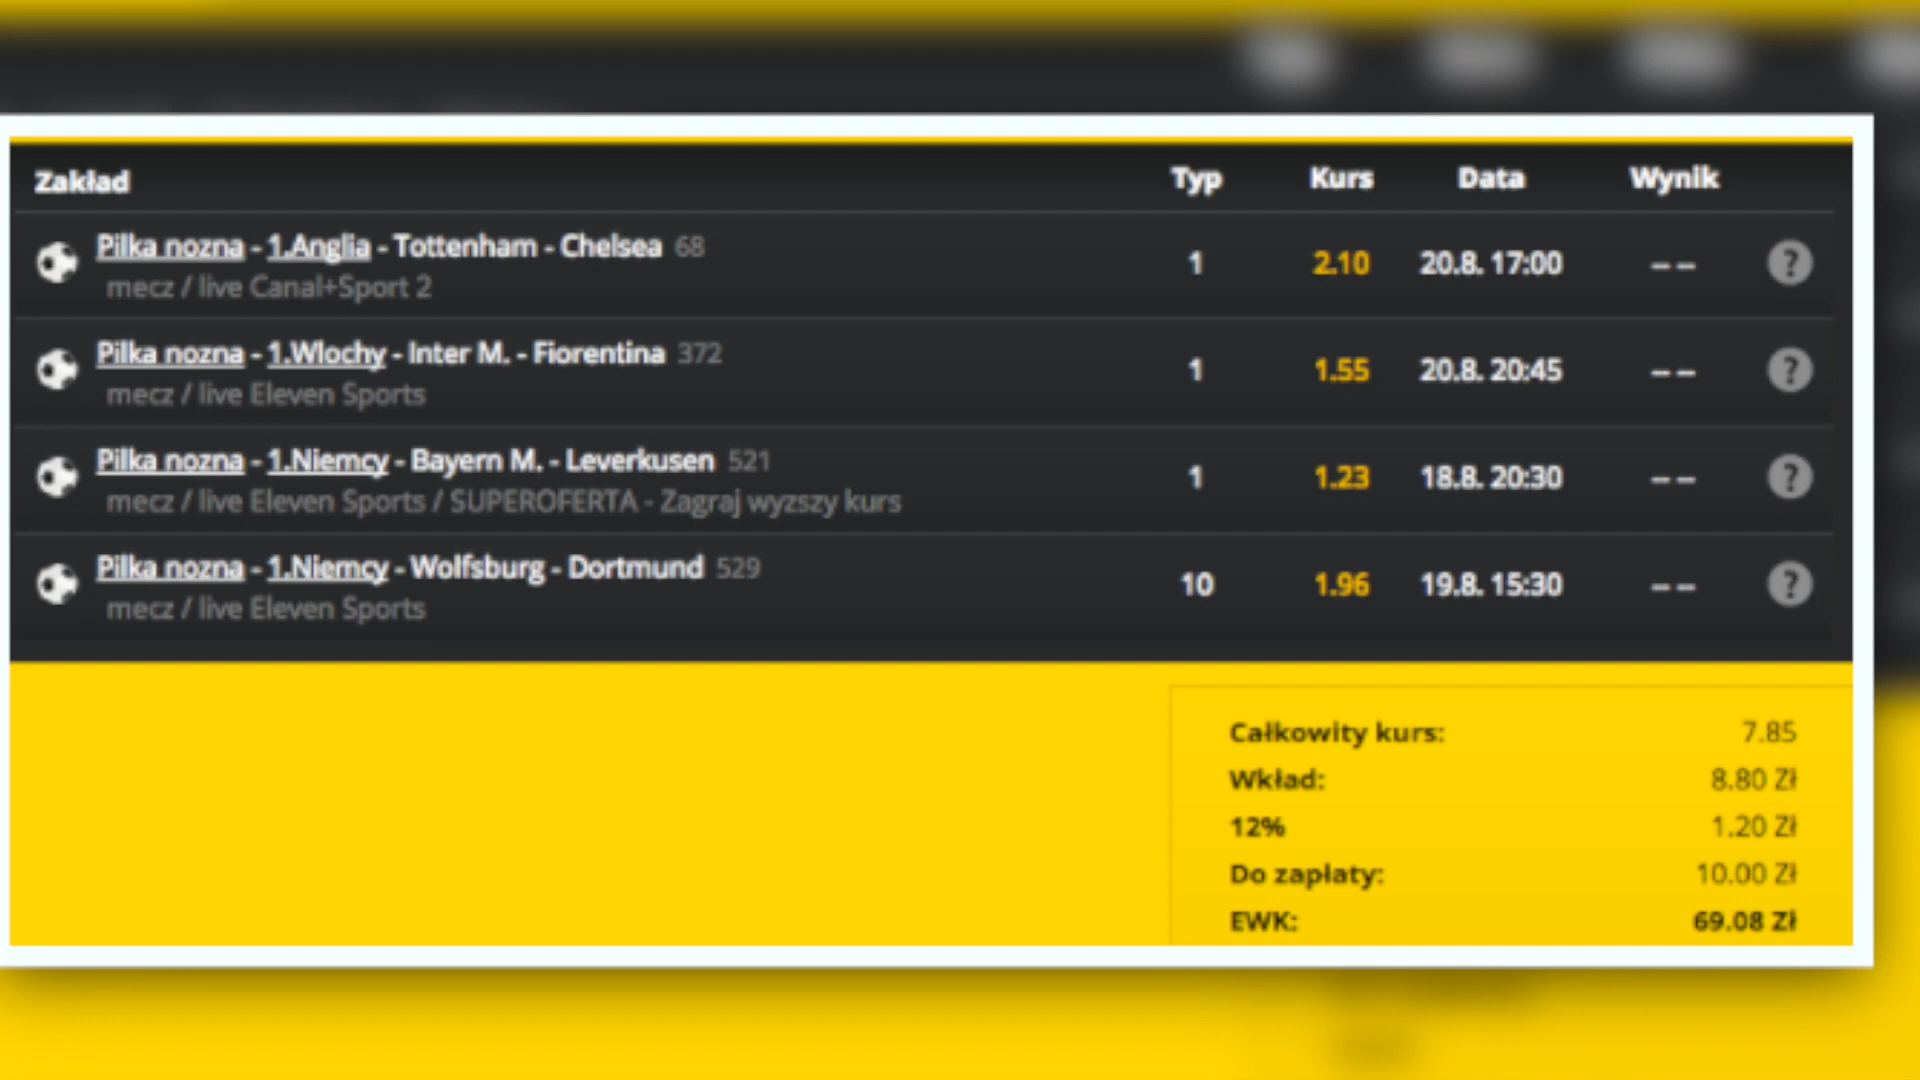 Zakład Typ Kurs Data Wynik
Pilka nozna - 1.Anglia - Tottenham - Chelsea 68
mecz / live Canal+Sport 2
1 2.10 20.8. 17:00 – – ?
Pilka nozna - 1.Wlochy - Inter M. - Fiorentina 372
mecz / live Eleven Sports
1 1.55 20.8. 20:45 – – ?
Pilka nozna - 1.Niemcy - Bayern M. - Leverkusen 521
mecz / live Eleven Sports / SUPEROFERTA - Zagraj wyzszy kurs
1 1.23 18.8. 20:30 – – ?
Pilka nozna - 1.Niemcy - Wolfsburg - Dortmund 529
mecz / live Eleven Sports
10 1.96 19.8. 15:30 – – ?
Całkowity kurs: 7.85
Wkład: 8.80 Zł
12% 1.20 Zł
Do zapłaty: 10.00 Zł
EWK: 69.08 Zł